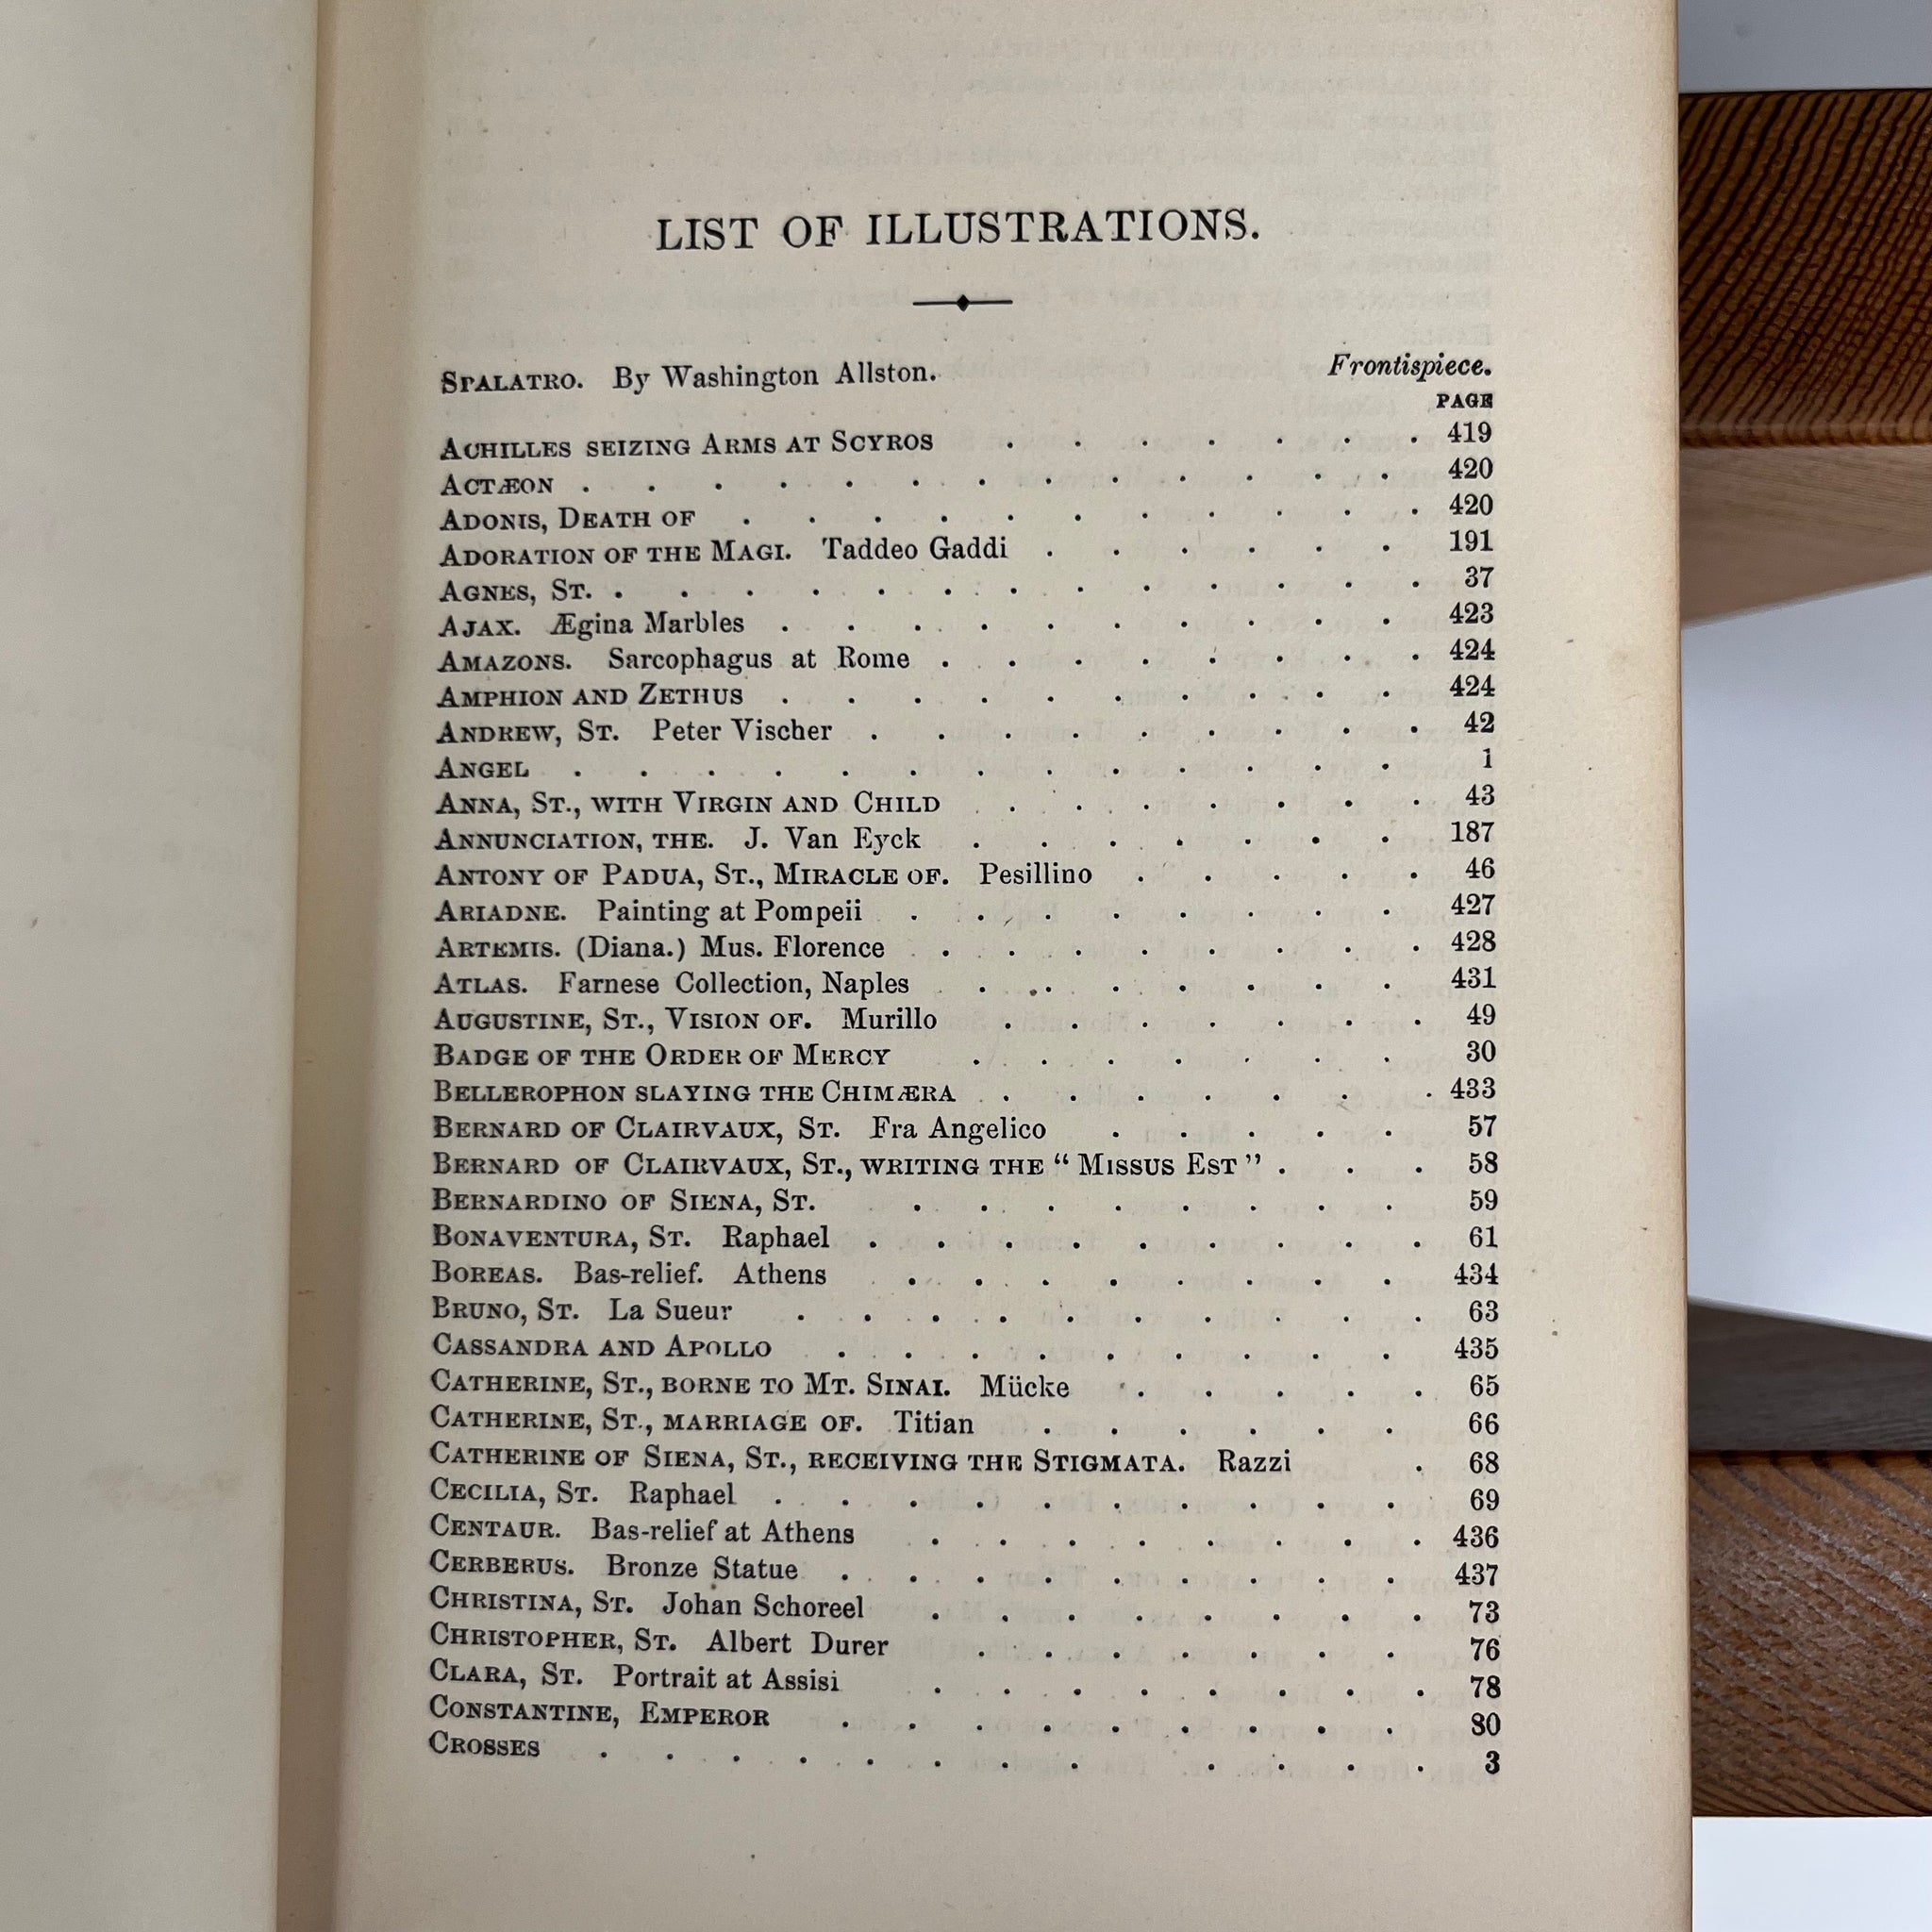 LIST OF ILLUSTRATIONS.
SPALATRO. By Washington Allston. Frontispiece.
PAGE
ACHILLES SEIZING ARMS AT SCYROS . . . . . . . 419
ACTÆON . . . . . . . . . . . . . 420
ADONIS, DEATH OF . . . . . . . . . . . 420
ADORATION OF THE MAGI. Taddeo Gaddi . . . . . . 191
AGNES, ST. . . . . . . . . . . . . . 37
AJAX. Ægina Marbles . . . . . . . . . . 423
AMAZONS. Sarcophagus at Rome . . . . . . . . 424
AMPHION AND ZETHUS . . . . . . . . . . 424
ANDREW, ST. Peter Vischer . . . . . . . . . 42
ANGEL . . . . . . . . . . . . . 1
ANNA, ST., WITH VIRGIN AND CHILD . . . . . . . 43
ANNUNCIATION, THE. J. Van Eyck . . . . . . . 187
ANTONY OF PADUA, ST., MIRACLE OF. Pesillino . . . . . 46
ARIADNE. Painting at Pompeii . . . . . . . . 427
ARTEMIS. (Diana.) Mus. Florence . . . . . . . . 428
ATLAS. Farnese Collection, Naples . . . . . . . 431
AUGUSTINE, ST., VISION OF. Murillo . . . . . . . 49
BADGE OF THE ORDER OF MERCY . . . . . . . 30
BELLEROPHON SLAYING THE CHIMÆRA . . . . . . . 433
BERNARD OF CLAIRVAUX, ST. Fra Angelico . . . . . 57
BERNARD OF CLAIRVAUX, ST., WRITING THE “ MISSUS EST ” . . . 58
BERNARDINO OF SIENA, ST. . . . . . . . . 59
BONAVENTURA, ST. Raphael . . . . . . . . . 61
BOREAS. Bas-relief. Athens . . . . . . . . 434
BRUNO, ST. La Sueur . . . . . . . . . . 63
CASSANDRA AND APOLLO . . . . . . . . . 435
CATHERINE, ST., BORNE TO MT. SINAI. Mücke . . . . . 65
CATHERINE, ST., MARRIAGE OF. Titian . . . . . . 66
CATHERINE OF SIENA, ST., RECEIVING THE STIGMATA. Razzi . 68
CECILIA, ST. Raphael . . . . . . . . . . 69
CENTAUR. Bas-relief at Athens . . . . . . . . 436
CERBERUS. Bronze Statue . . . . . . . . . 437
CHRISTINA, ST. Johan Schoreel . . . . . . . . 73
CHRISTOPHER, ST. Albert Durer . . . . . . . 76
CLARA, ST. Portrait at Assisi . . . . . . . . 78
CONSTANTINE, EMPEROR . . . . . . . . . 80
CROSSES . . . . . . . . . . . . . 3